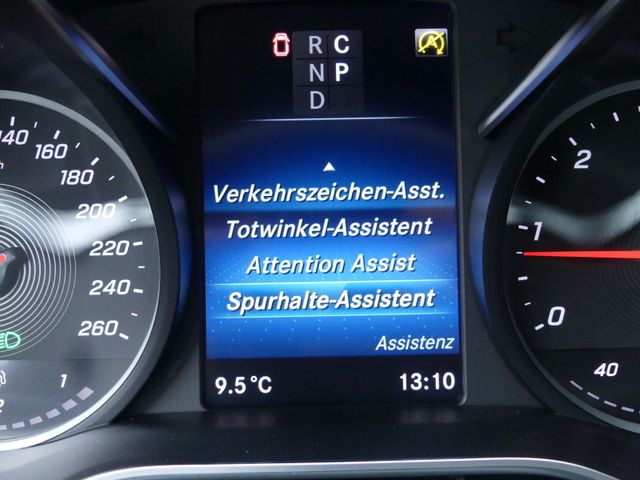 R C
N P
D
A
Verkehrszeichen-Asst.
Totwinkel-Assistent
Attention Assist
Spurhalte-Assistent
Assistenz
9.5°C
13:10
140
160
180
200
220
240
260
1
2
2
1
0
40